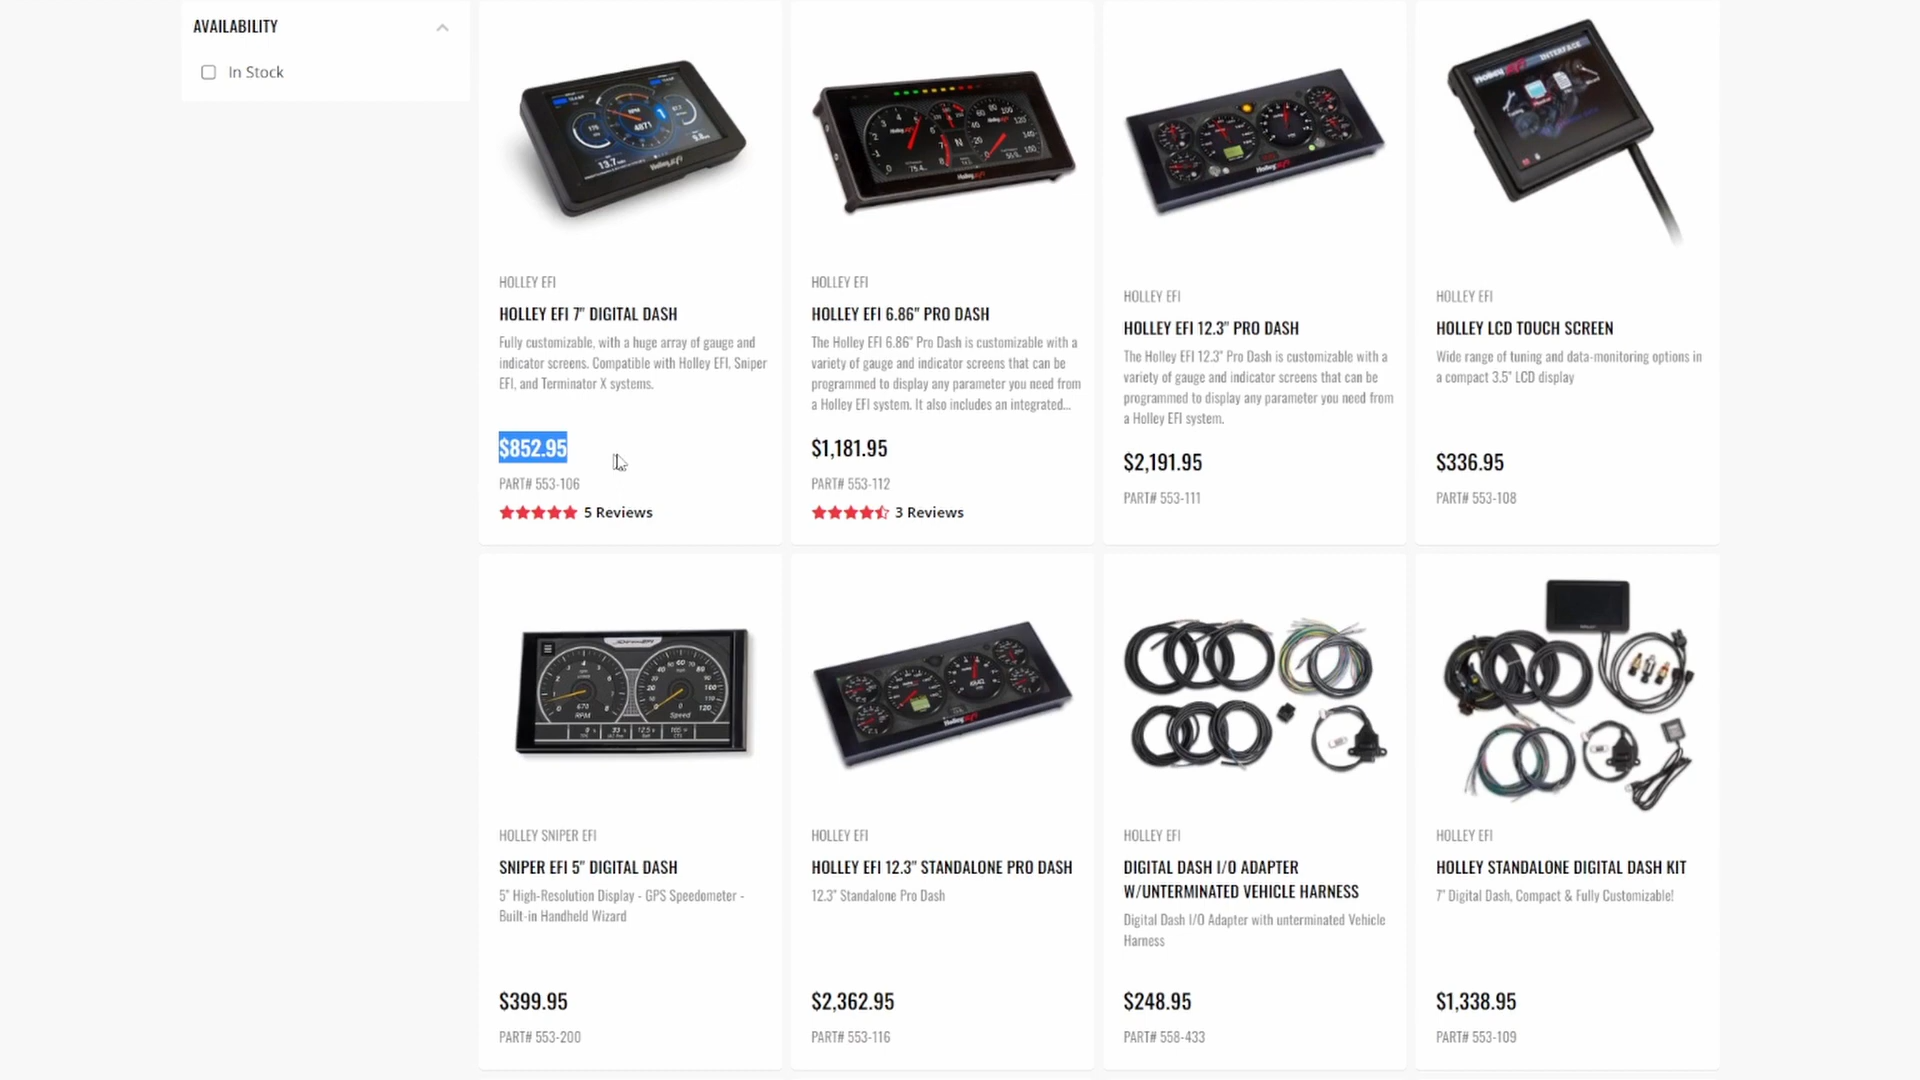 AVAILABILITY
In Stock
HOLLEY EFI
HOLLEY EFI 7" DIGITAL DASH
Fully customizable, with a huge array of gauge and
indicator screens. Compatible with Holley EFI, Sniper
EFI, and Terminator X systems.
$852.95
PART# 553-106
5 Reviews
HOLLEY EFI
HOLLEY EFI 6.86" PRO DASH
The Holley EFI 6.86" Pro Dash is customizable with a
variety of gauge and indicator screens that can be
programmed to display any parameter you need from
a Holley EFI system. It also includes an integrated...
$1,181.95
PART# 553-112
3 Reviews
HOLLEY EFI
HOLLEY EFI 12.3" PRO DASH
The Holley EFI 12.3" Pro Dash is customizable with a
variety of gauge and indicator screens that can be
programmed to display any parameter you need from
a Holley EFI system.
$2,191.95
PART# 553-111
INTERFACE
HOLLEY EFI
HOLLEY LCD TOUCH SCREEN
Wide range of tuning and data-monitoring options in
a compact 3.5" LCD display
$336.95
PART# 553-108
RPM
Speed
HOLLEY SNIPER EFI
SNIPER EFI 5" DIGITAL DASH
5" High-Resolution Display - GPS Speedometer -
Built-in Handheld Wizard
$399.95
PART# 553-200
HOLLEY EFI
HOLLEY EFI 12.3" STANDALONE PRO DASH
12.3" Standalone Pro Dash
$2,362.95
PART# 553-116
HOLLEY EFI
DIGITAL DASH I/O ADAPTER
W/UNTERMINATED VEHICLE HARNESS
Digital Dash I/O Adapter with unterminated Vehicle
Harness
$248.95
PART# 558-433
HOLLEY EFI
HOLLEY STANDALONE DIGITAL DASH KIT
7" Digital Dash, Compact & Fully Customizable!
$1,338.95
PART# 553-109